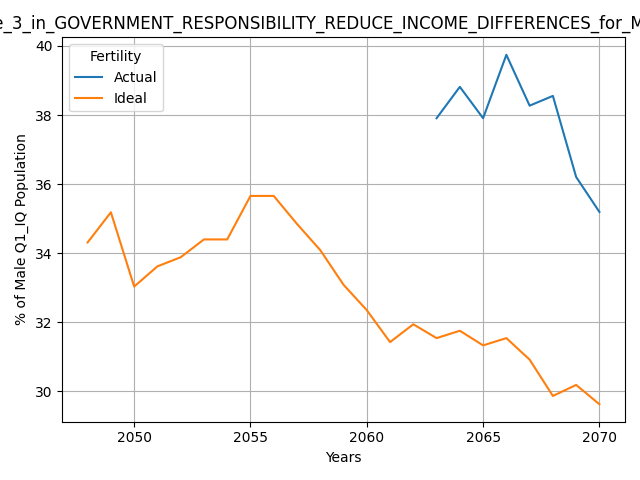 e_3_in_GOVERNMENT_RESPONSIBILITY_REDUCE_INCOME_DIFFERENCES_for_M
Fertility
Actual
Ideal
% of Male Q1_IQ Population
40
38
36
34
32
30
2050
2055
2060
2065
2070
Years